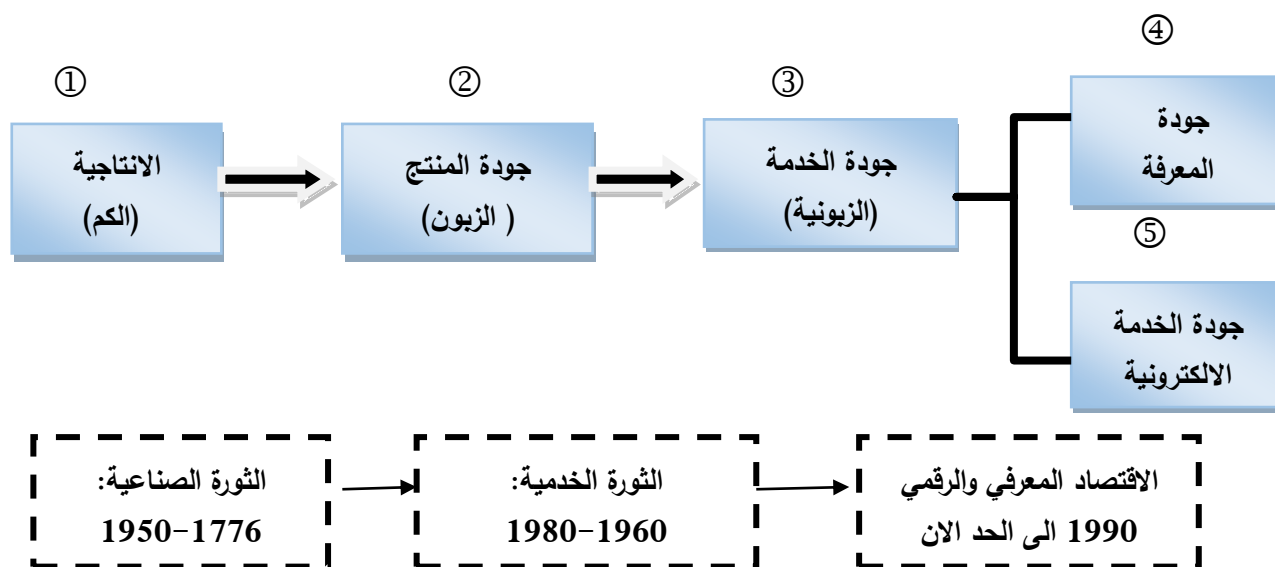 ①
الانتاجية
(الكم)
②
جودة المنتج
( الزبون)
③
جودة الخدمة
(الزبونية)
④
جودة
المعرفة
⑤
جودة الخدمة
الالكترونية
الثورة الصناعية:
1776-1950
الثورة الخدمية:
1960-1980
الاقتصاد المعرفي والرقمي
1990 الى الحد الان